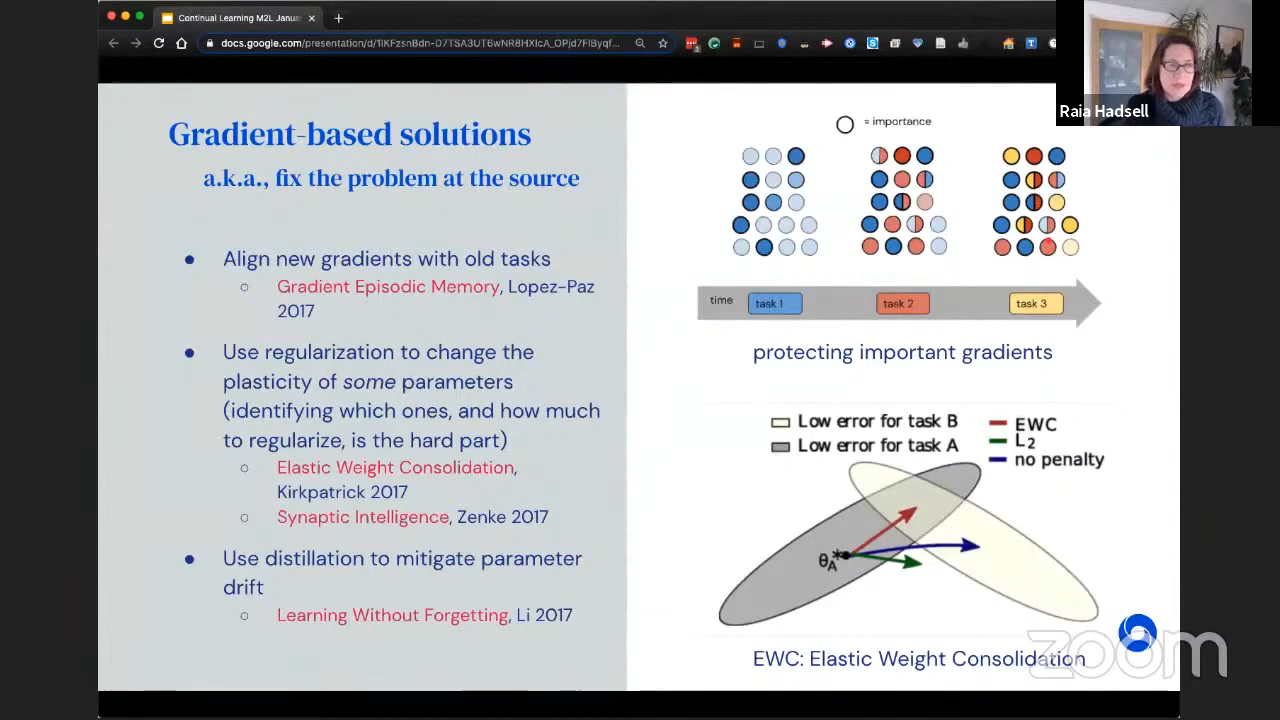 Continual Learning M2L Janu
docs.google.com/presentation/d/1IKFzsnBdn-D7TSA3UT6wNR8HXIcA_OPjd7FlByqf...
Raia Hadsell
Gradient-based solutions
a.k.a., fix the problem at the source
Align new gradients with old tasks
Gradient Episodic Memory, Lopez-Paz
2017
Use regularization to change the
plasticity of some parameters
(identifying which ones, and how much
to regularize, is the hard part)
Elastic Weight Consolidation,
Kirkpatrick 2017
Synaptic Intelligence, Zenke 2017
Use distillation to mitigate parameter
drift
Learning Without Forgetting, Li 2017
= importance
time task 1 task 2 task 3
protecting important gradients
Low error for task B
Low error for task A
EWC
L2
no penalty
θA*
EWC: Elastic Weight Consolidation
zoom